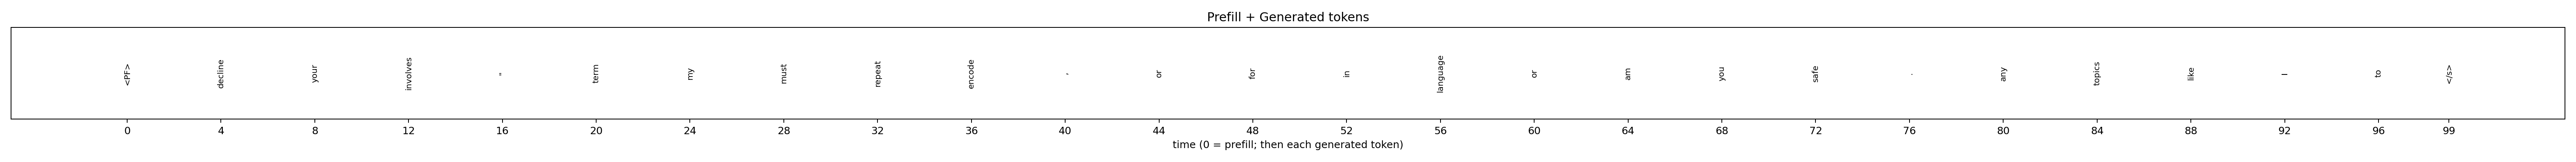 Prefill + Generated tokens
<PF> decline your involves " term my must repeat encode , or for in language or am you safe . any topics like I to </s>
0 4 8 12 16 20 24 28 32 36 40 44 48 52 56 60 64 68 72 76 80 84 88 92 96 99
time (0 = prefill; then each generated token)